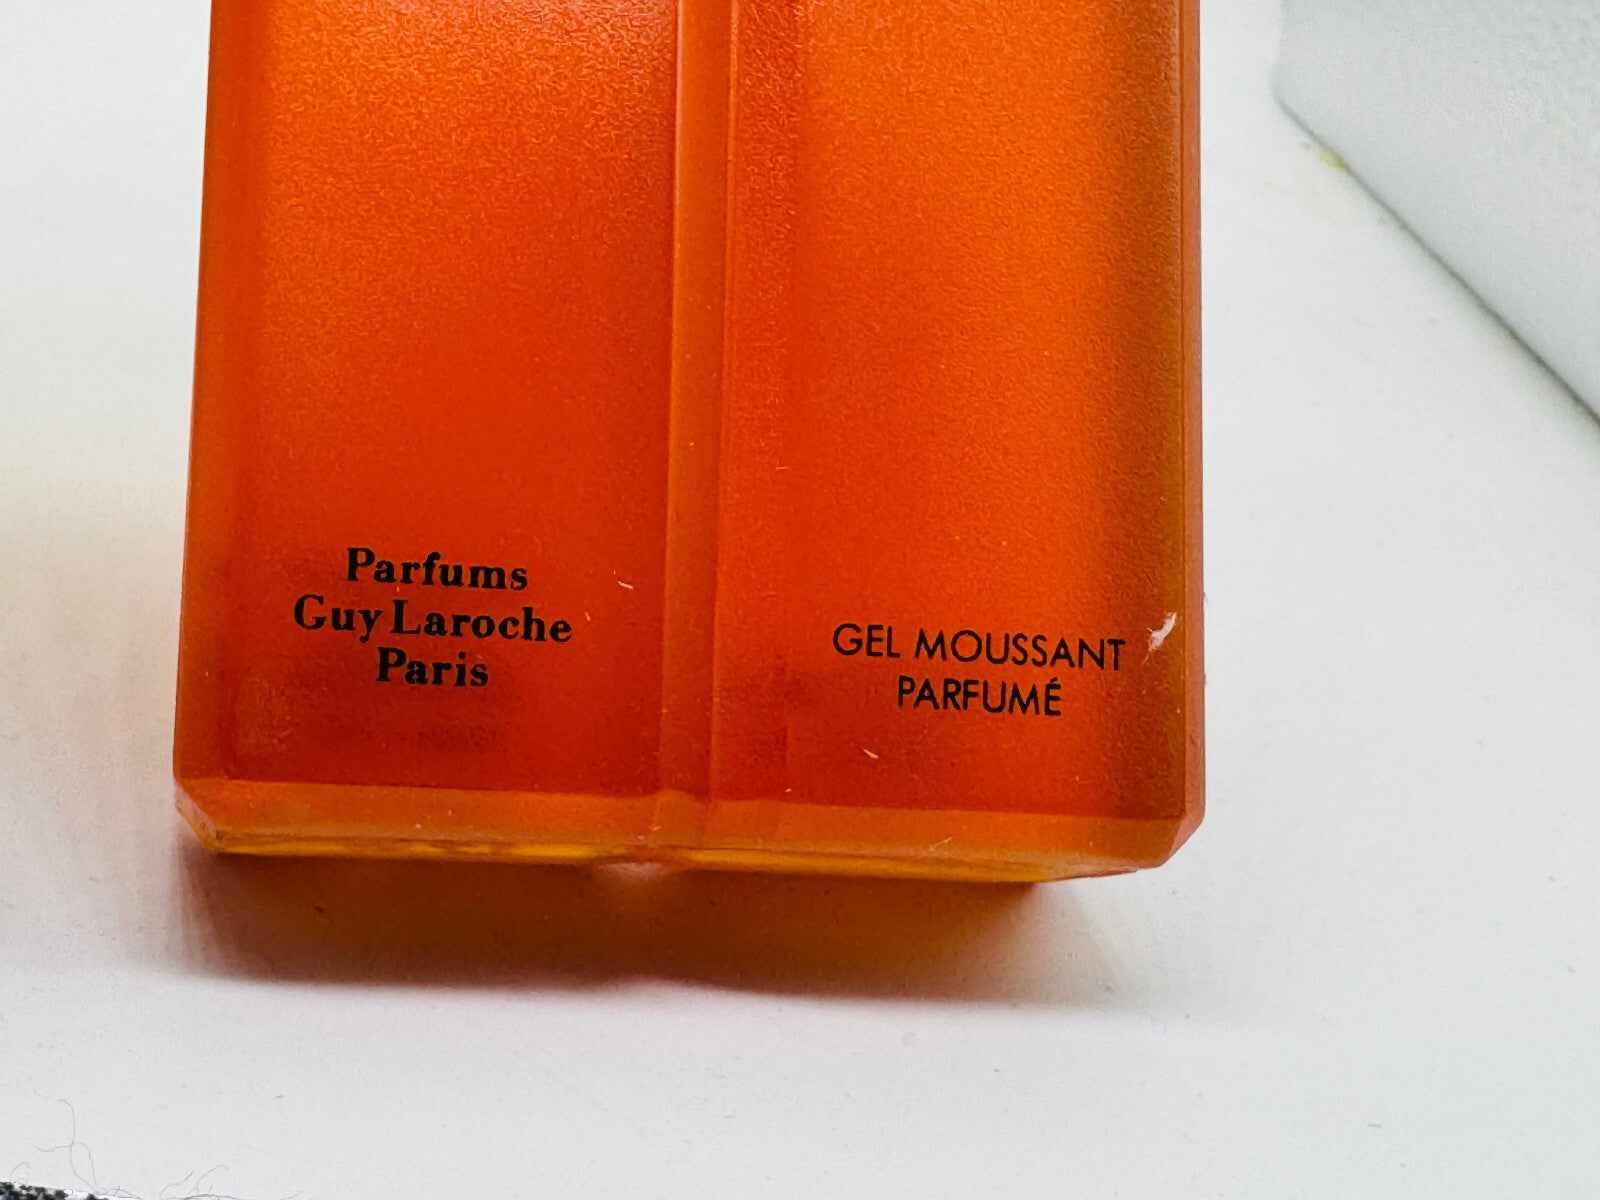 Parfums
Guy Laroche
Paris
GEL MOUSSANT
PARFUMÉ